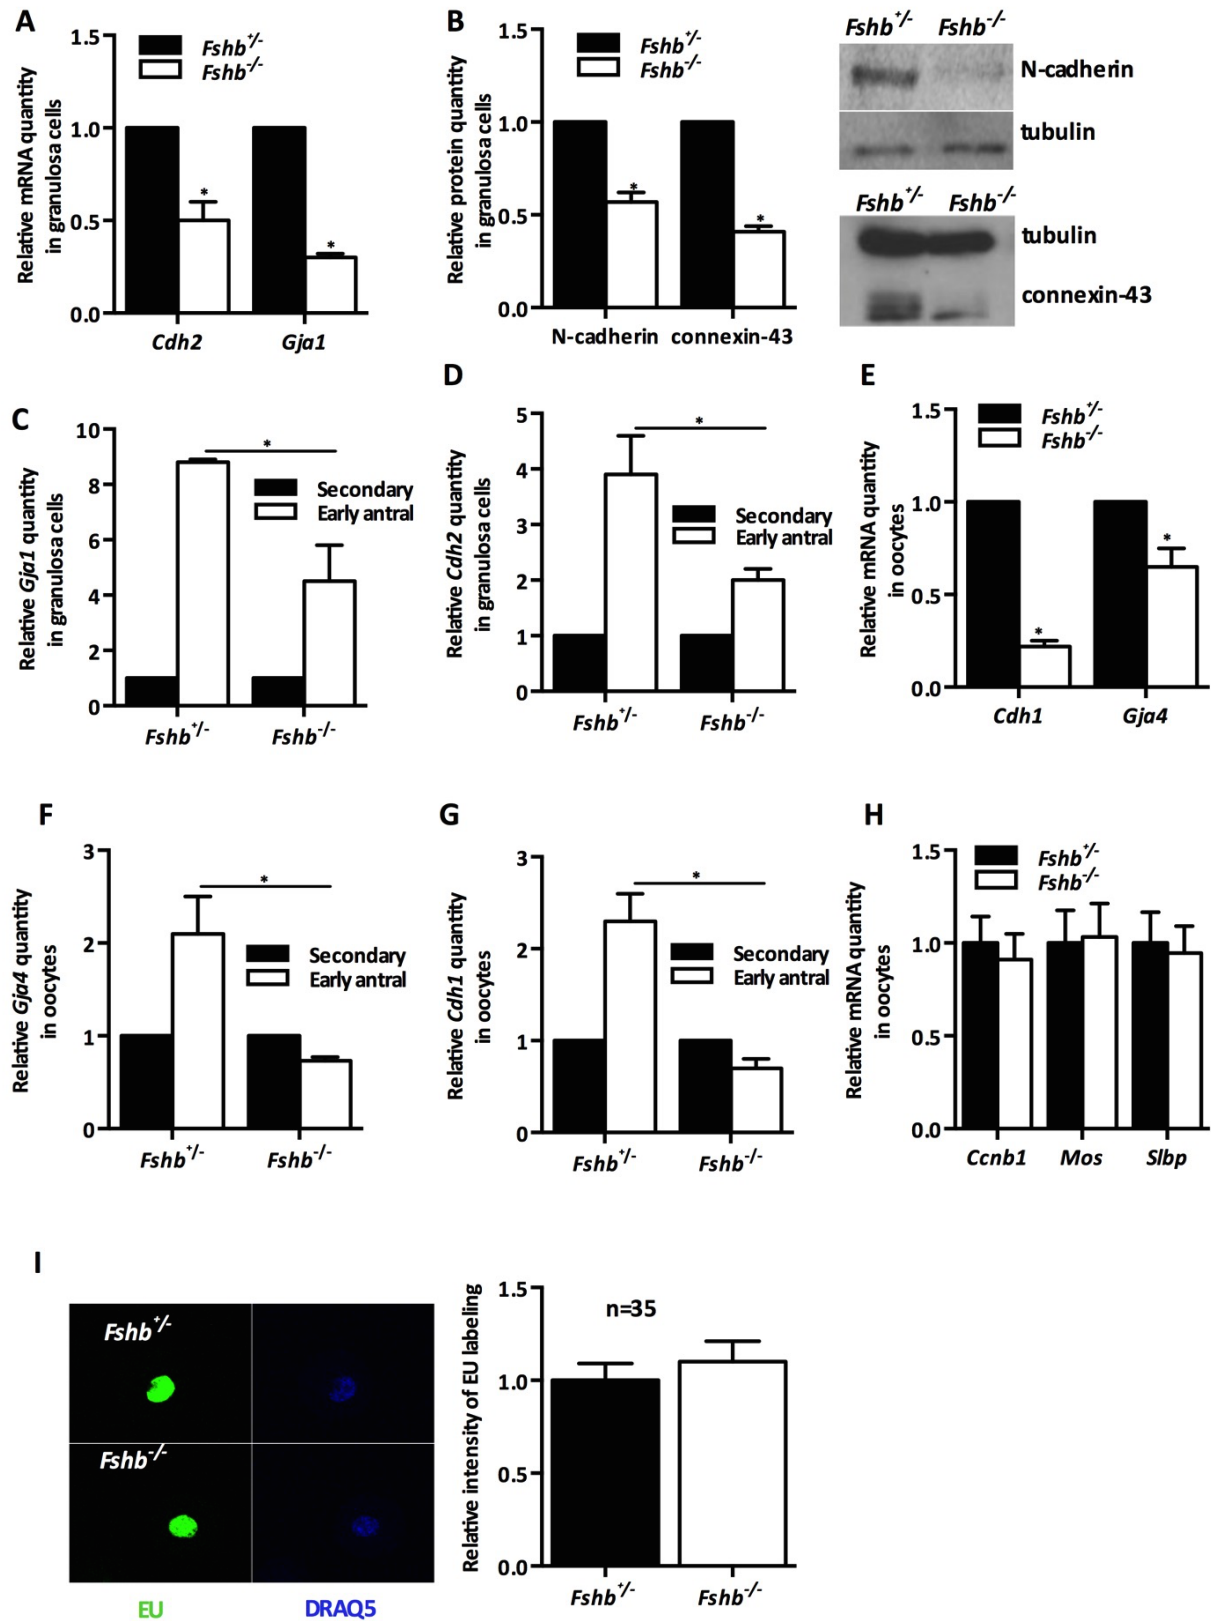 A
Relative mRNA quantity
in granulosa cells
1.5
1.0
0.5
0.0
Fshb+/-
Fshb-/-
*
*
Cdh2
Gja1
B
Relative protein quantity
in granulosa cells
1.5
1.0
0.5
0.0
Fshb+/-
Fshb-/-
*
*
N-cadherin
connexin-43
Fshb+/-
Fshb-/-
N-cadherin
tubulin
Fshb+/-
Fshb-/-
tubulin
connexin-43
C
Relative Gja1 quantity
in granulosa cells
10
8
6
4
2
0
*
Secondary
Early antral
Fshb+/-
Fshb-/-
D
Relative Cdh2 quantity
in granulosa cells
5
4
3
2
1
0
*
Secondary
Early antral
Fshb+/-
Fshb-/-
E
Relative mRNA quantity
in oocytes
1.5
1.0
0.5
0.0
Fshb+/-
Fshb-/-
*
*
Cdh1
Gja4
F
Relative Gja4 quantity
in oocytes
3
2
1
0
*
Secondary
Early antral
Fshb+/-
Fshb-/-
G
Relative Cdh1 quantity
in oocytes
3
2
1
0
*
Secondary
Early antral
Fshb+/-
Fshb-/-
H
Relative mRNA quantity
in oocytes
1.5
1.0
0.5
0.0
Fshb+/-
Fshb-/-
Ccnb1
Mos
Slbp
I
Fshb+/-
Fshb-/-
EU
DRAQ5
Relative intensity of EU labeling
1.5
1.0
0.5
0.0
n=35
Fshb+/-
Fshb-/-